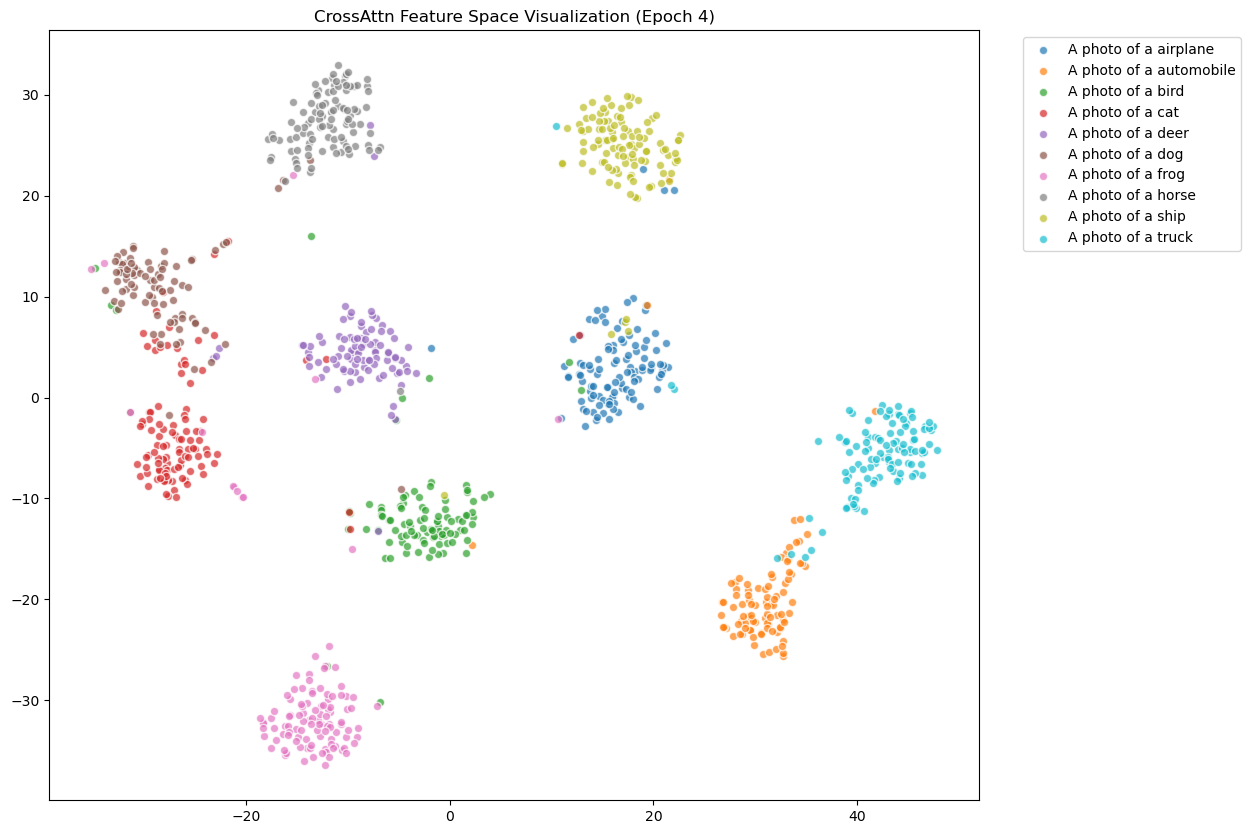 CrossAttn Feature Space Visualization (Epoch 4)
A photo of a airplane
A photo of a automobile
A photo of a bird
A photo of a cat
A photo of a deer
A photo of a dog
A photo of a frog
A photo of a horse
A photo of a ship
A photo of a truck
30
20
10
0
−10
−20
−30
−20
0
20
40